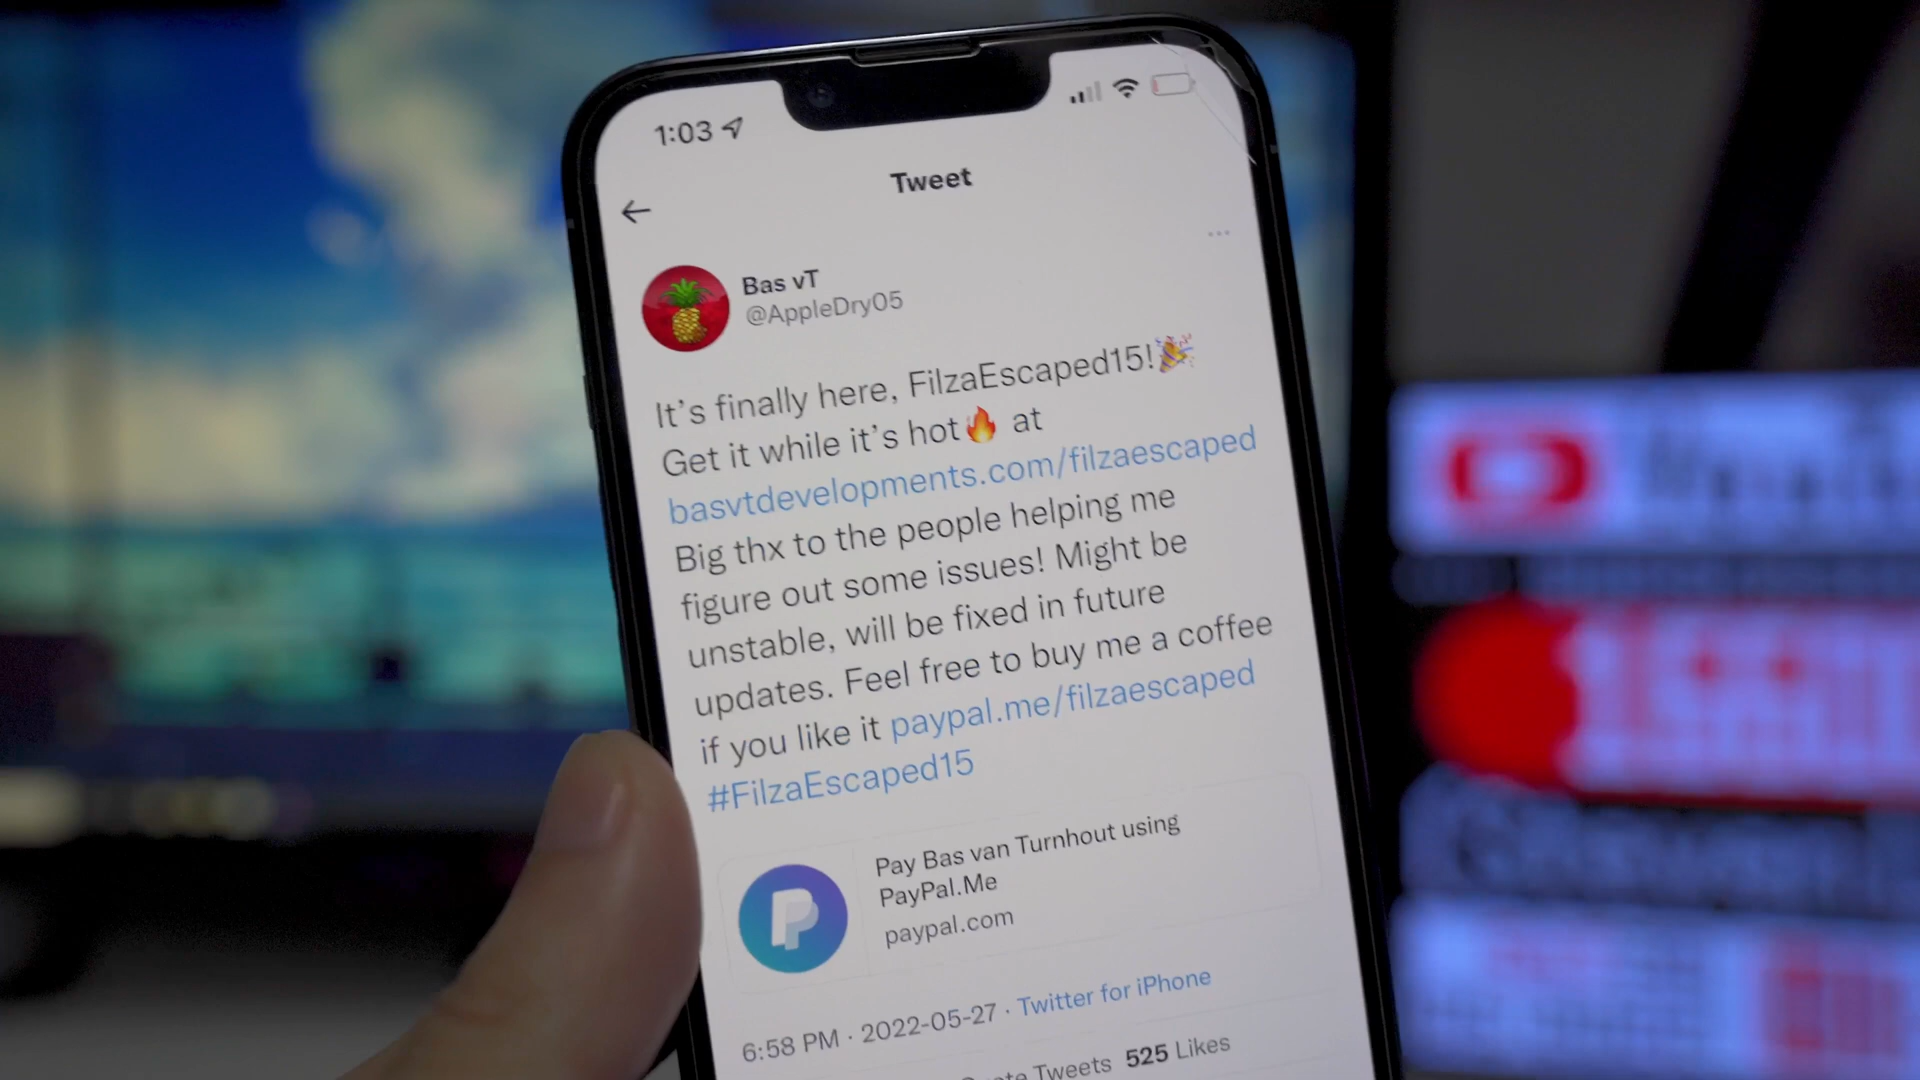 1:03
Tweet
Bas vT
@AppleDry05
It's finally here, FilzaEscaped15!🎉
Get it while it's hot🔥 at
basvtdevelopments.com/filzaescaped
Big thx to the people helping me
figure out some issues! Might be
unstable, will be fixed in future
updates. Feel free to buy me a coffee
if you like it paypal.me/filzaescaped
#FilzaEscaped15
Pay Bas van Turnhout using
PayPal.Me
paypal.com
6:58 PM · 2022-05-27 · Twitter for iPhone
Tweets 525 Likes